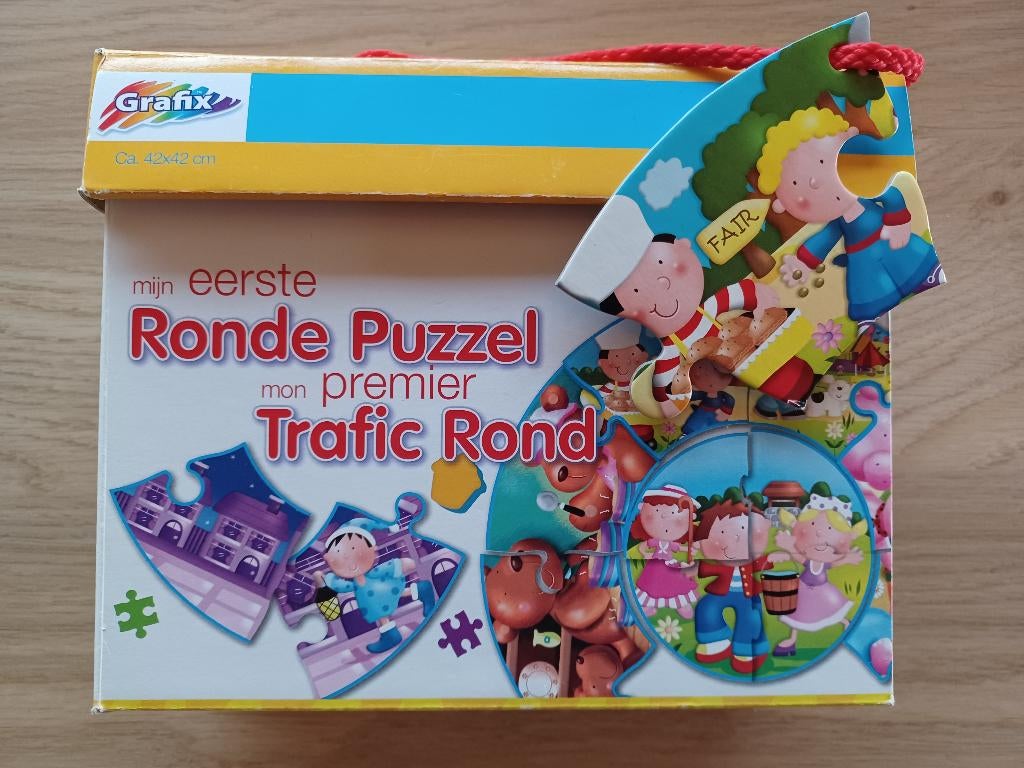 Grafix
Ca. 42x42 cm
FAIR
mijn eerste
Ronde Puzzel
mon premier
Trafic Rond